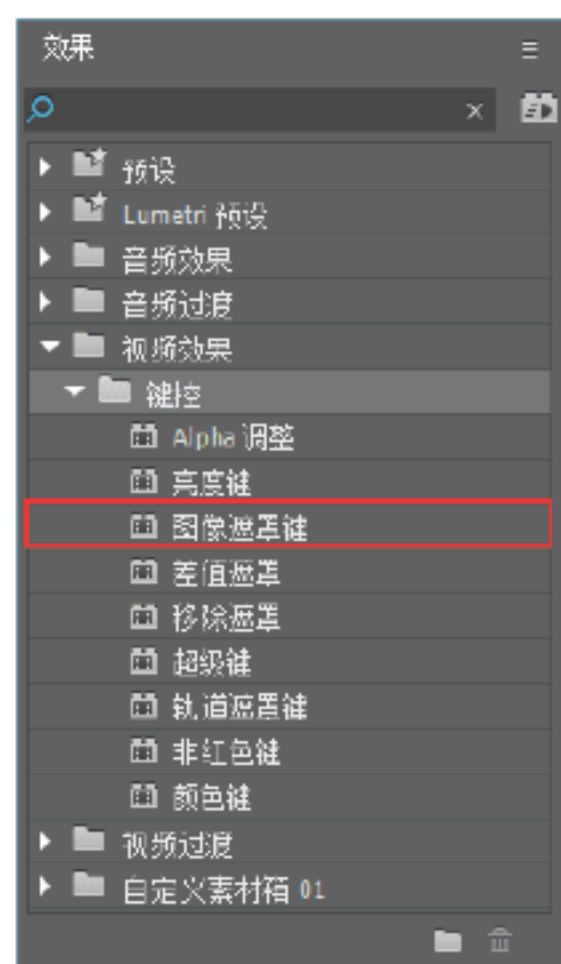 效果
预设
Lumetri 预设
音频效果
音频过渡
视频效果
键控
Alpha 调整
亮度键
图像遮罩键
差值遮罩
移除遮罩
超级键
轨道遮罩键
非红色键
颜色键
视频过渡
自定义素材箱 01